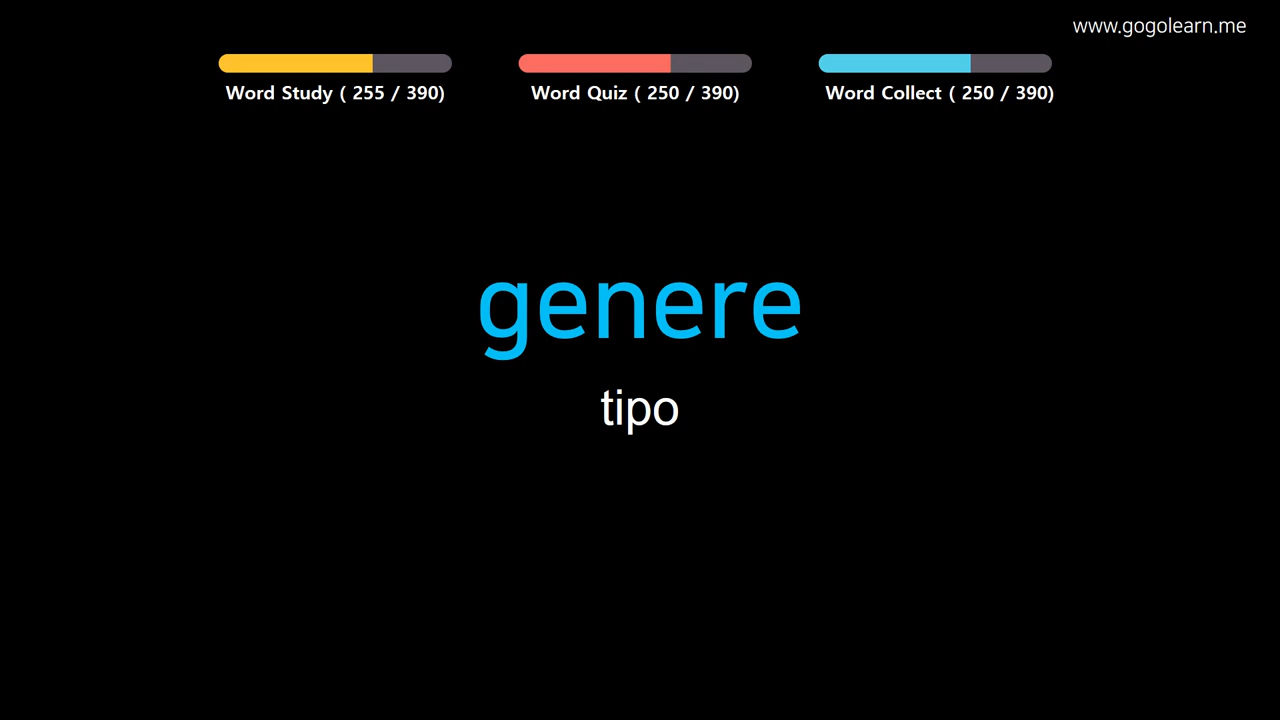 www.gogolearn.me
Word Study ( 255 / 390)
Word Quiz ( 250 / 390)
Word Collect ( 250 / 390)
genere
tipo